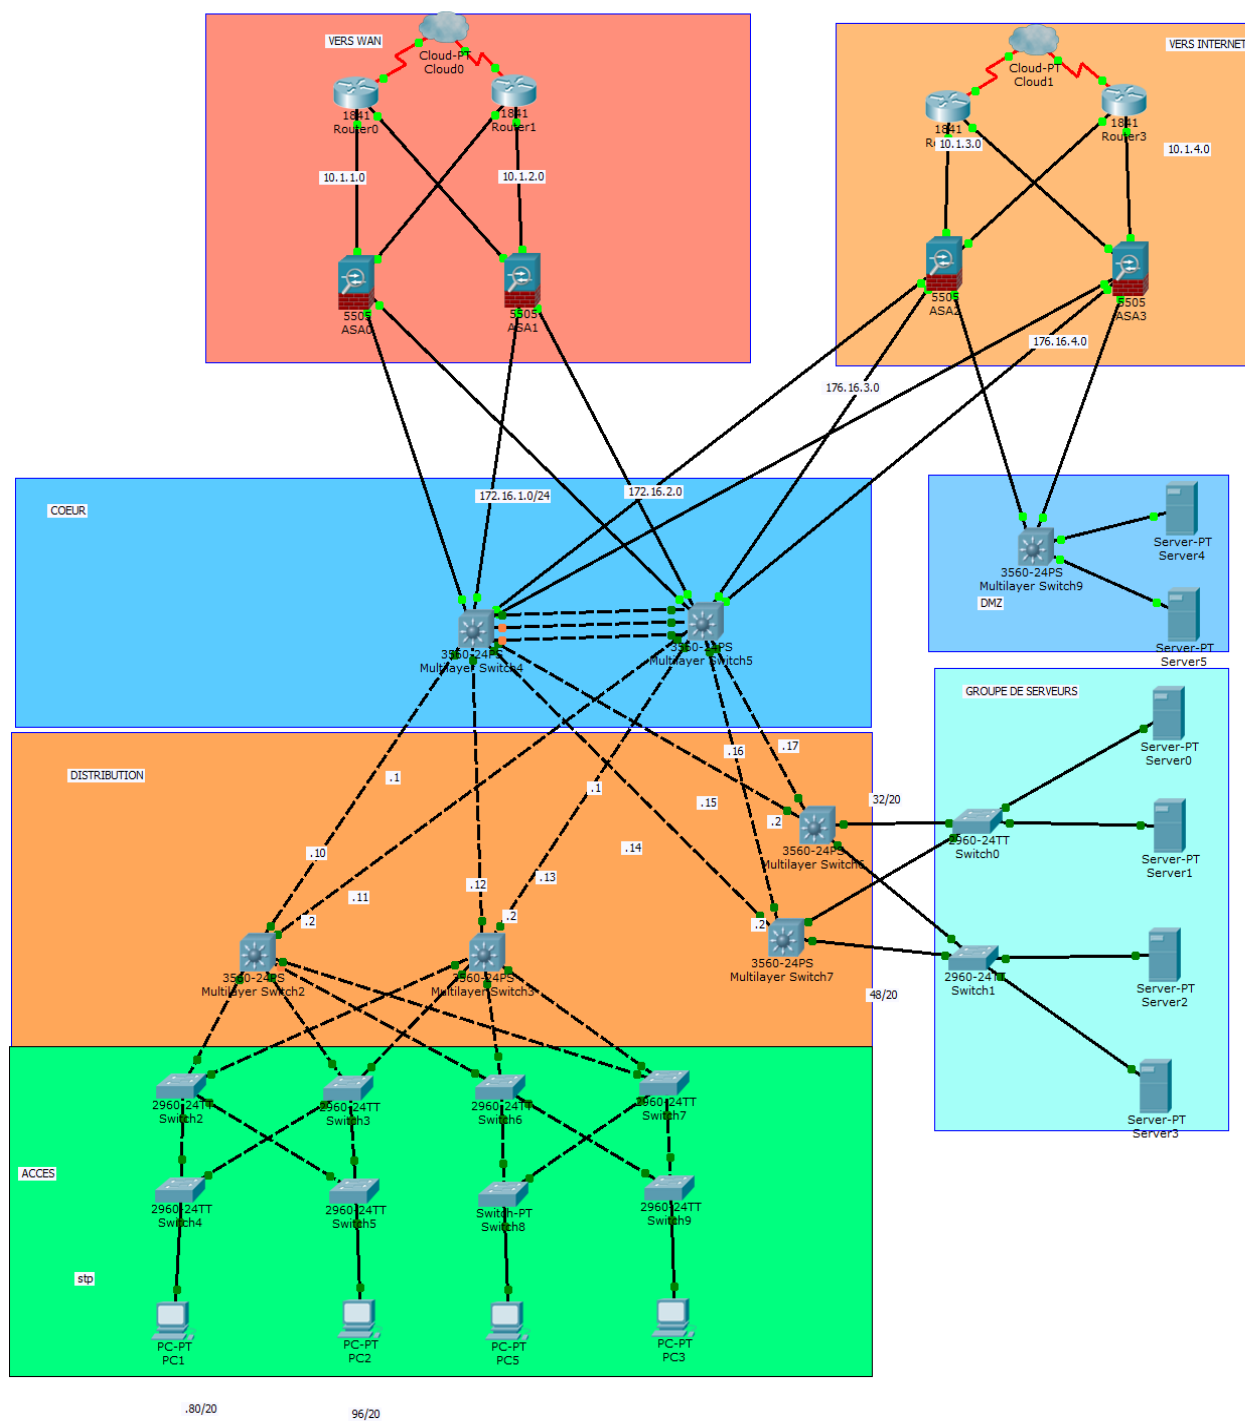 VERS WAN
Cloud-PT
Cloud0
1841
Router0
1841
Router1
10.1.1.0
10.1.2.0
5505
ASA0
5505
ASA1
VERS INTERNET
Cloud-PT
Cloud1
1841
1841
Router3
10.1.3.0
10.1.4.0
5505
ASA2
5505
ASA3
176.16.4.0
176.16.3.0
COEUR
172.16.1.0/24
172.16.2.0
3560-24PS
Multilayer Switch4
3560-24PS
Multilayer Switch5
3560-24PS
Multilayer Switch9
DMZ
Server-PT
Server4
Server-PT
Server5
DISTRIBUTION
.1
.1
.16
.17
.15
.14
.10
.11
.12
.13
.2
.2
.2
.2
3560-24PS
Multilayer Switch6
3560-24PS
Multilayer Switch7
3560-24PS
Multilayer Switch2
3560-24PS
Multilayer Switch3
32/20
48/20
GROUPE DE SERVEURS
Server-PT
Server0
2960-24TT
Switch0
Server-PT
Server1
2960-24TT
Switch1
Server-PT
Server2
Server-PT
Server3
2960-24TT
Switch2
2960-24TT
Switch3
2960-24TT
Switch6
2960-24TT
Switch7
ACCES
2960-24TT
Switch4
2960-24TT
Switch5
Switch-PT
Switch8
2960-24TT
Switch9
stp
PC-PT
PC1
PC-PT
PC2
PC-PT
PC5
PC-PT
PC3
.80/20
96/20